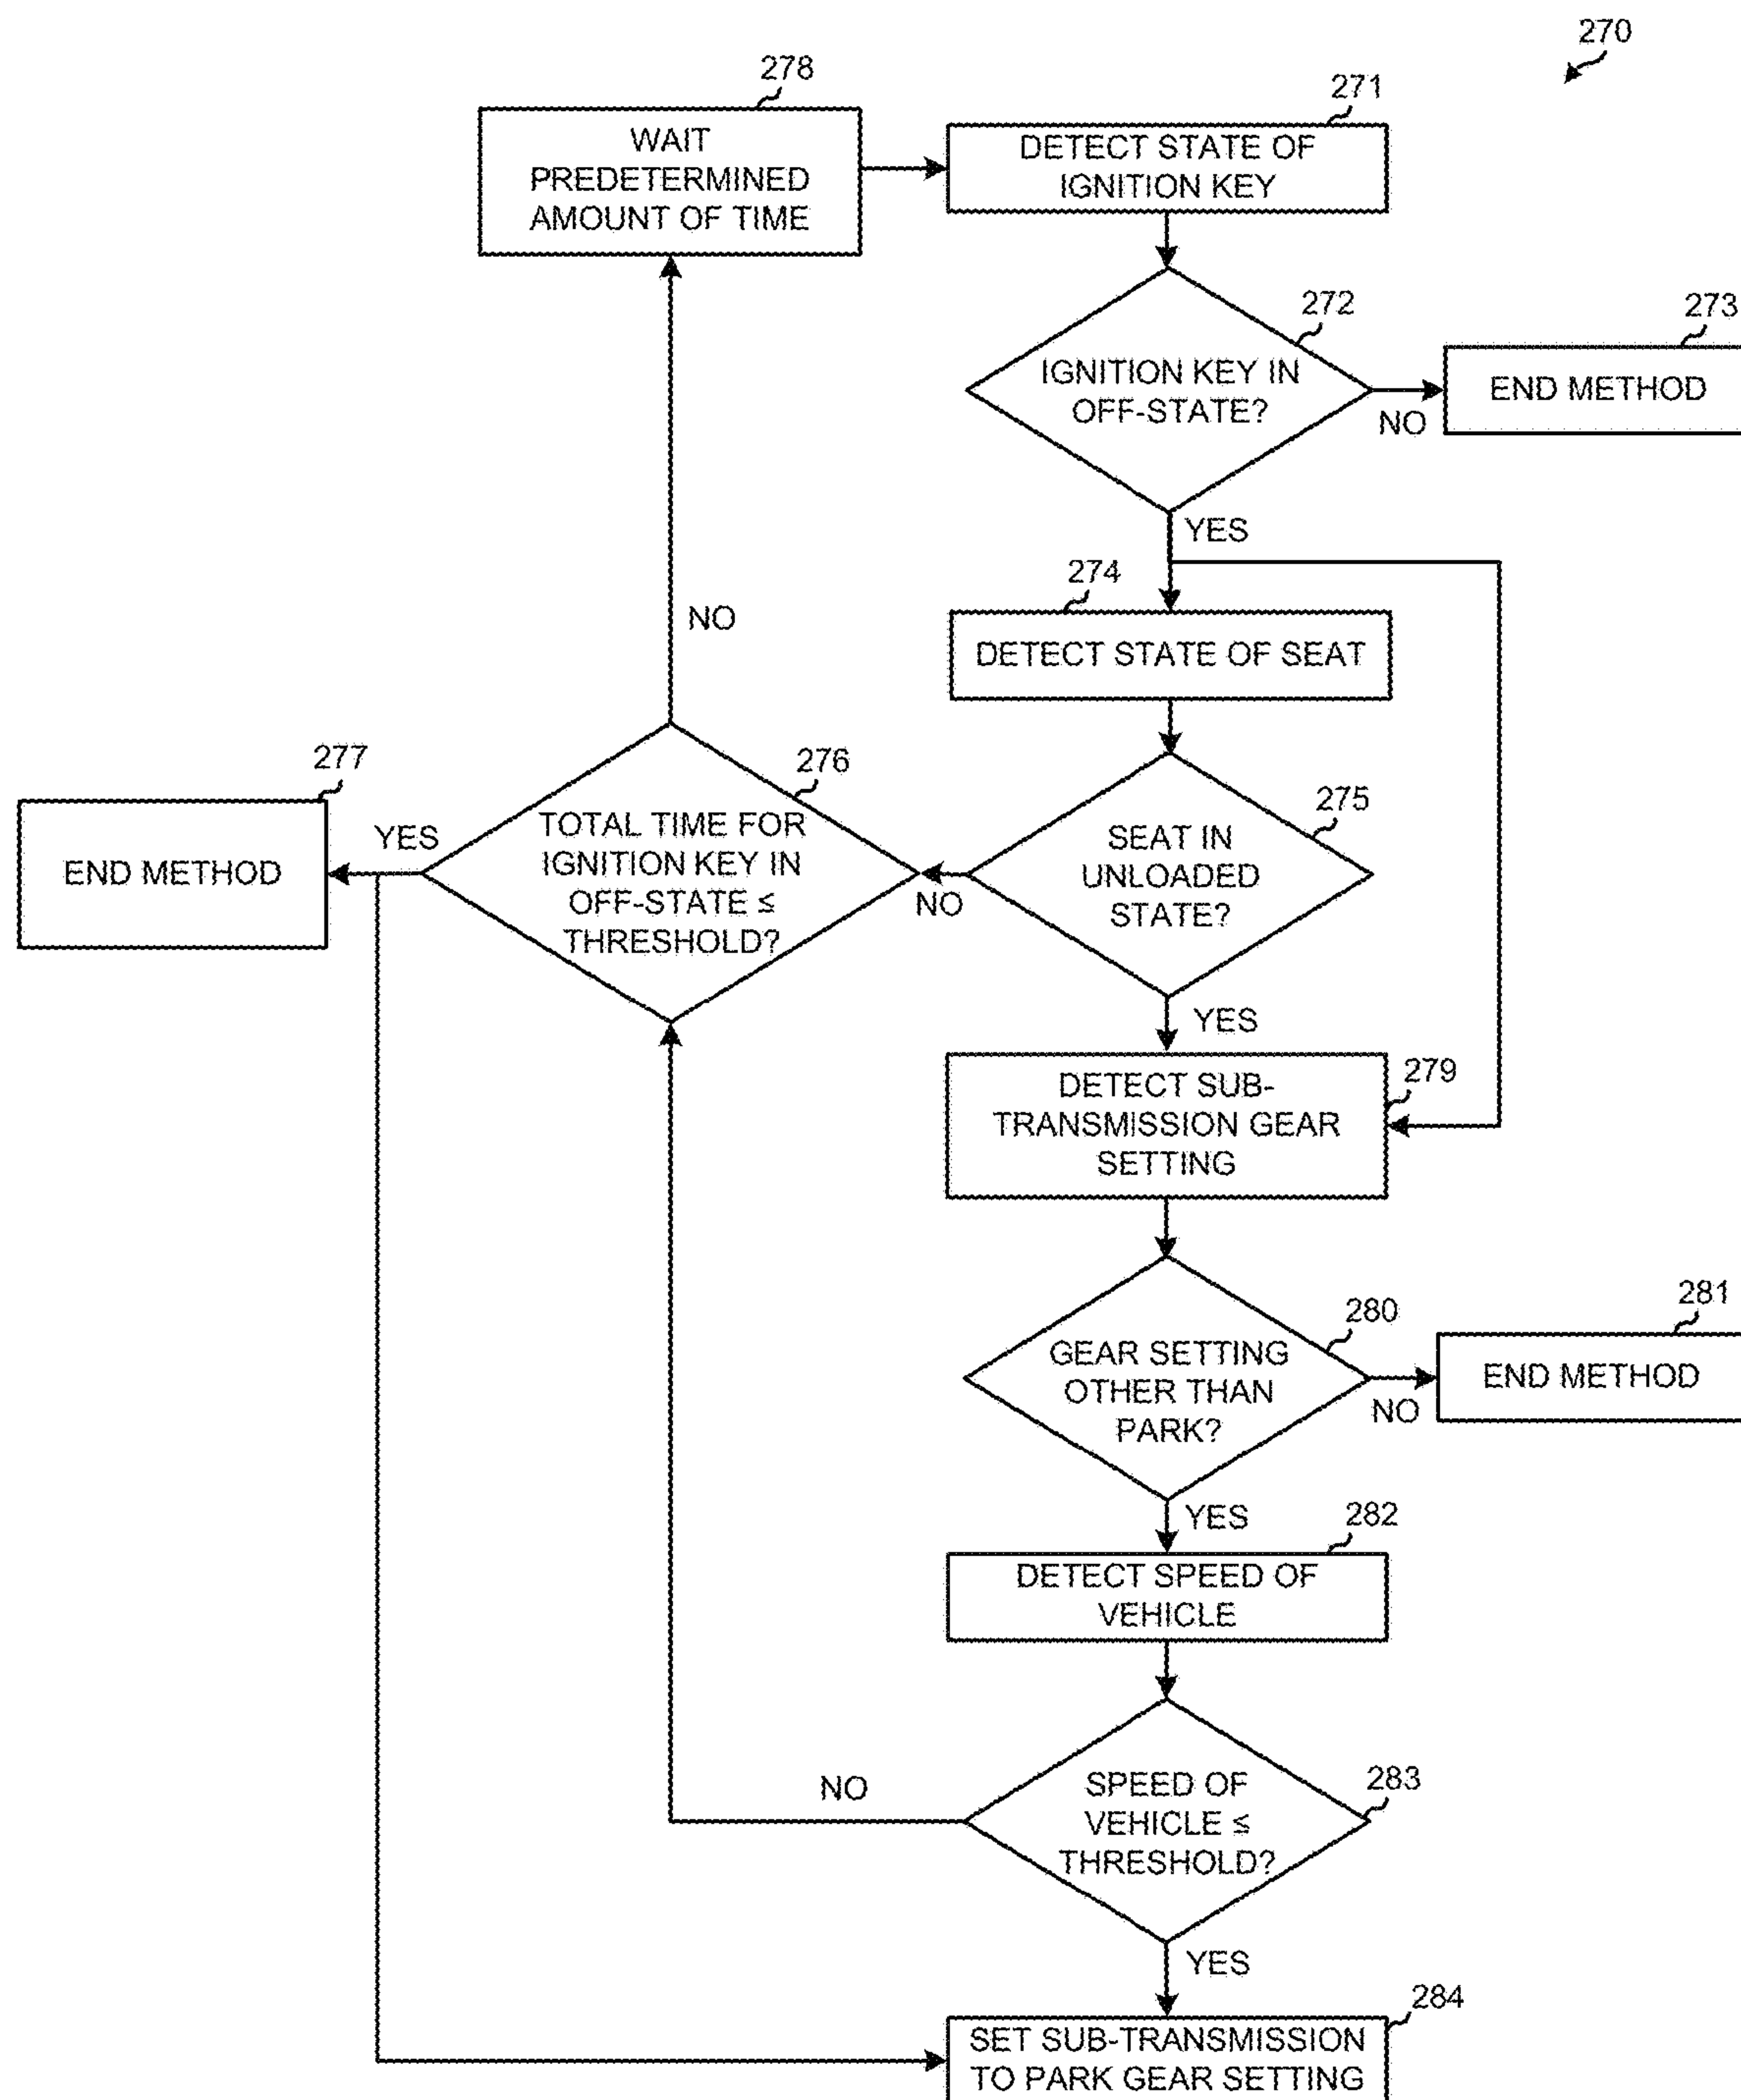 270
278
WAIT
PREDETERMINED
AMOUNT OF TIME
271
DETECT STATE OF
IGNITION KEY
272
IGNITION KEY IN
OFF-STATE?
NO
273
END METHOD
YES
274
DETECT STATE OF SEAT
NO
275
SEAT IN
UNLOADED
STATE?
NO
276
TOTAL TIME FOR
IGNITION KEY IN
OFF-STATE ≤
THRESHOLD?
YES
277
END METHOD
YES
279
DETECT SUB-
TRANSMISSION GEAR
SETTING
280
GEAR SETTING
OTHER THAN
PARK?
NO
281
END METHOD
YES
282
DETECT SPEED OF
VEHICLE
283
SPEED OF
VEHICLE ≤
THRESHOLD?
NO
YES
284
SET SUB-TRANSMISSION
TO PARK GEAR SETTING